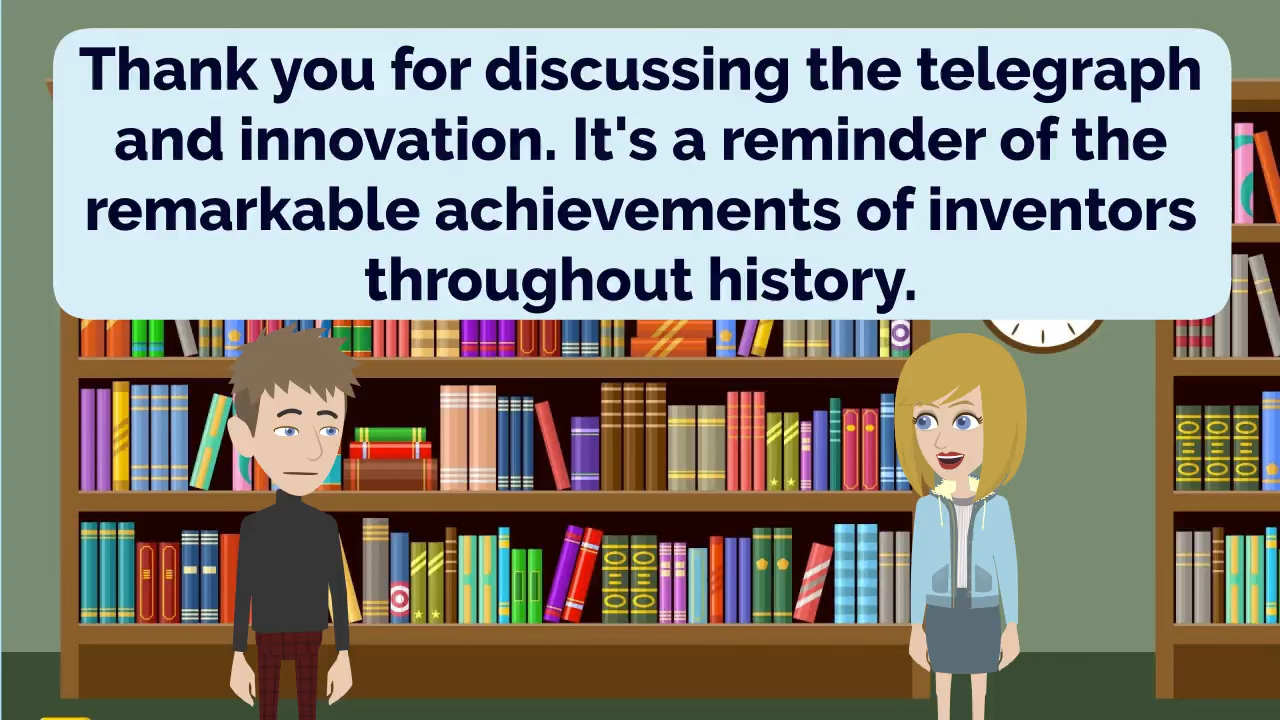 Thank you for discussing the telegraph
and innovation. It's a reminder of the
remarkable achievements of inventors
throughout history.